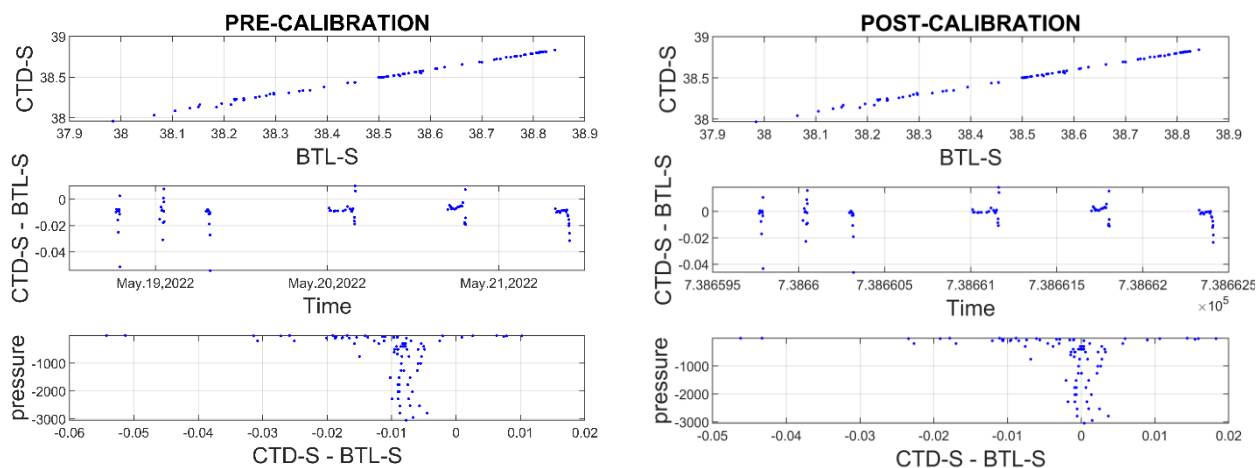 PRE-CALIBRATION
39
38.5
38
CTD-S
37.9 38 38.1 38.2 38.3 38.4 38.5 38.6 38.7 38.8 38.9
BTL-S
0
-0.02
-0.04
CTD-S - BTL-S
May.19,2022 May.20,2022 May.21,2022
Time
-1000
-2000
-3000
pressure
-0.06 -0.05 -0.04 -0.03 -0.02 -0.01 0 0.01 0.02
CTD-S - BTL-S
POST-CALIBRATION
39
38.5
38
CTD-S
37.9 38 38.1 38.2 38.3 38.4 38.5 38.6 38.7 38.8 38.9
BTL-S
0
-0.02
-0.04
CTD-S - BTL-S
7.386595 7.3866 7.386605 7.38661 7.386615 7.38662 7.386625
×10⁵
Time
-1000
-2000
-3000
pressure
-0.05 -0.04 -0.03 -0.02 -0.01 0 0.01 0.02
CTD-S - BTL-S